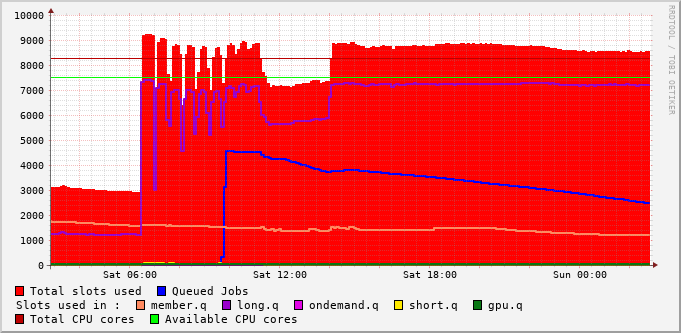 10000
9000
8000
7000
6000
5000
4000
3000
2000
1000
0
Sat 06:00 Sat 12:00 Sat 18:00 Sun 00:00
RRDTOOL / TOBI OETIKER
Total slots used Queued Jobs
Slots used in : member.q long.q ondemand.q short.q gpu.q
Total CPU cores Available CPU cores